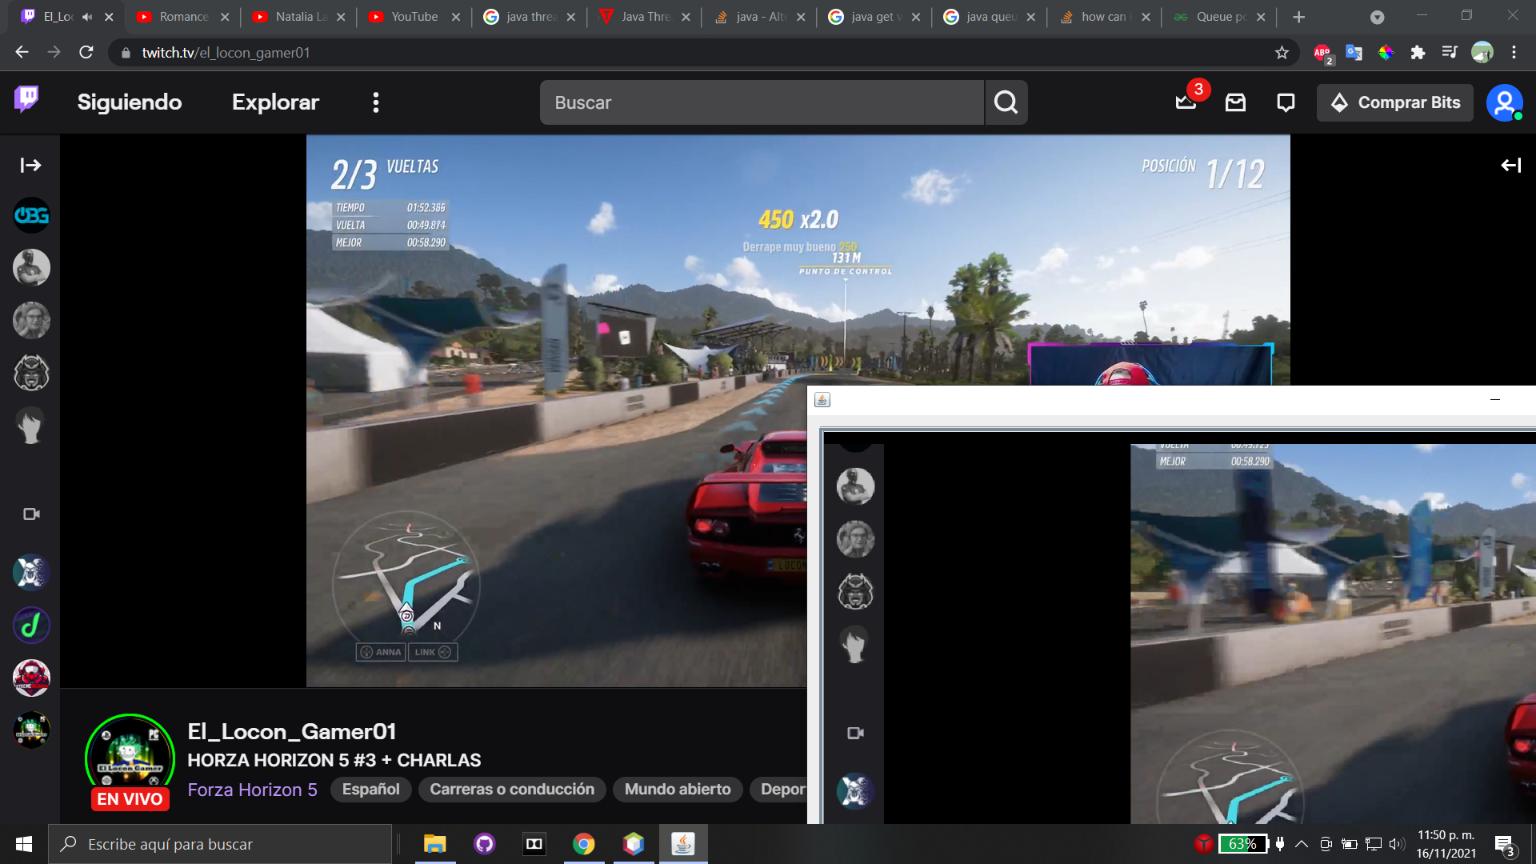 El_Loc
Romance
Natalia La
YouTube
java threa
Java Thre
java - Alte
java get v
java queu
how can i
Queue po
twitch.tv/el_locon_gamer01
ABP
2
Siguiendo
Explorar
Buscar
3
Comprar Bits
2/3 VUELTAS
POSICIÓN 1/12
TIEMPO 01:52.386
VUELTA 00:49.874
MEJOR 00:58.290
450 x2.0
Derrape muy bueno 250
131 M
PUNTO DE CONTROL
OBG
VUELTA
MEJOR 00:58.290
N
ANNA
LINK
El_Locon_Gamer01
HORZA HORIZON 5 #3 + CHARLAS
Forza Horizon 5
Español
Carreras o conducción
Mundo abierto
Depor
El Locon Gamer
EN VIVO
Escribe aquí para buscar
63%
11:50 p. m.
16/11/2021
3